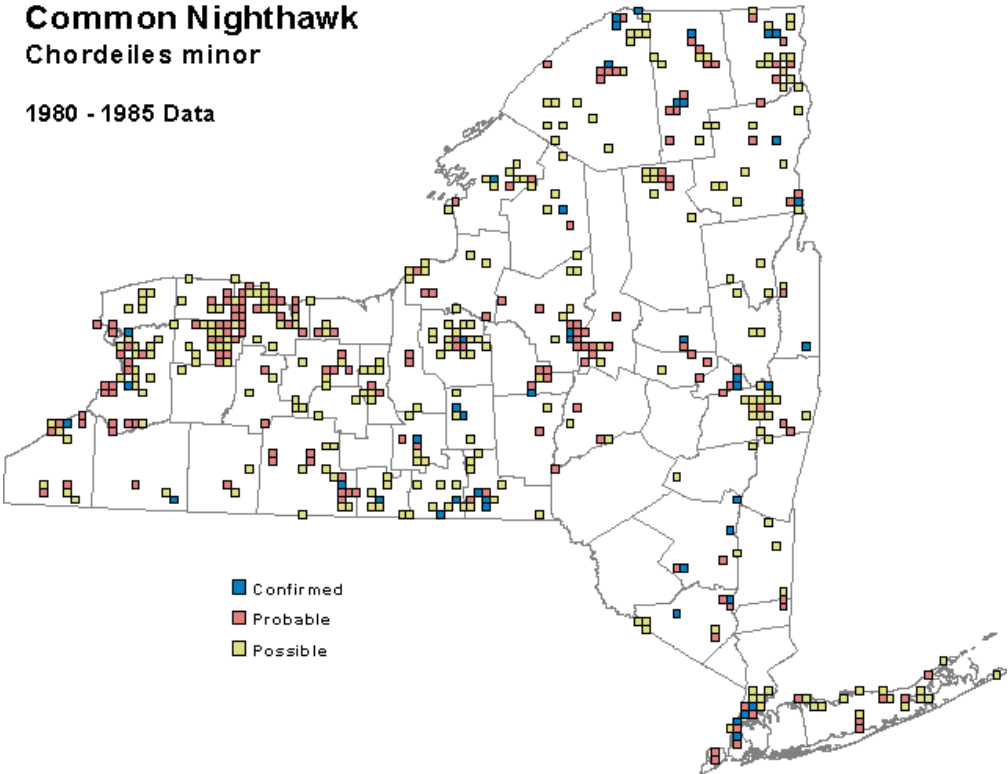 Common Nighthawk
Chordeiles minor
1980 - 1985 Data
Confirmed
Probable
Possible